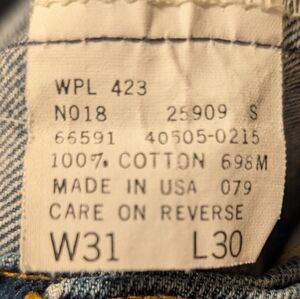 WPL 423
N018 25909 S
66591 40505-0215
100% COTTON 698M
MADE IN USA 079
CARE ON REVERSE
W31 L30